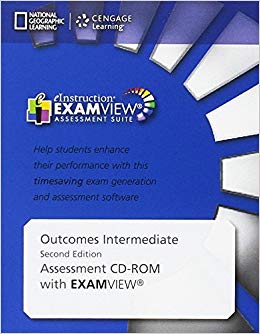 NATIONAL GEOGRAPHIC LEARNING
CENGAGE Learning™
eInstruction®
EXAMVIEW®
ASSESSMENT SUITE
Help students enhance
their performance with this
timesaving exam generation
and assessment software
Outcomes Intermediate
Second Edition
Assessment CD-ROM
with EXAMVIEW®